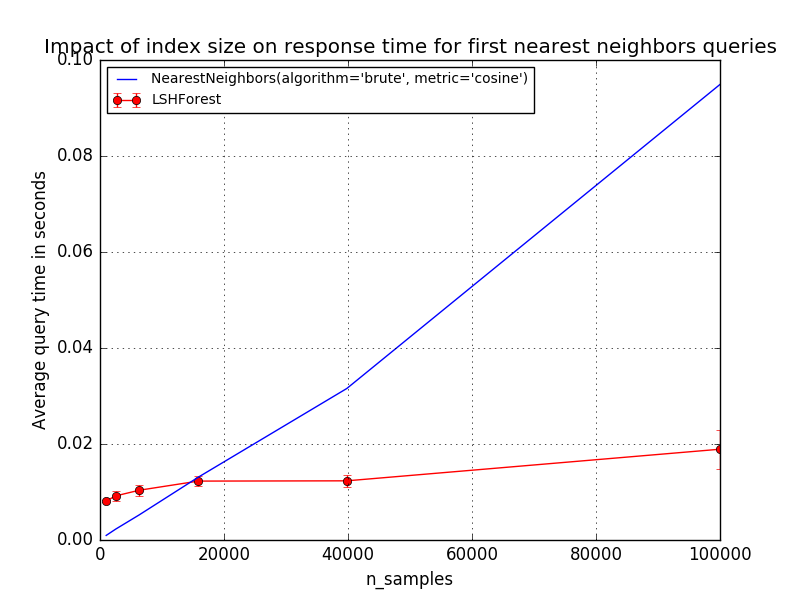 Impact of index size on response time for first nearest neighbors queries
NearestNeighbors(algorithm='brute', metric='cosine')
LSHForest
Average query time in seconds
0.10
0.08
0.06
0.04
0.02
0.00
0 20000 40000 60000 80000 100000
n_samples